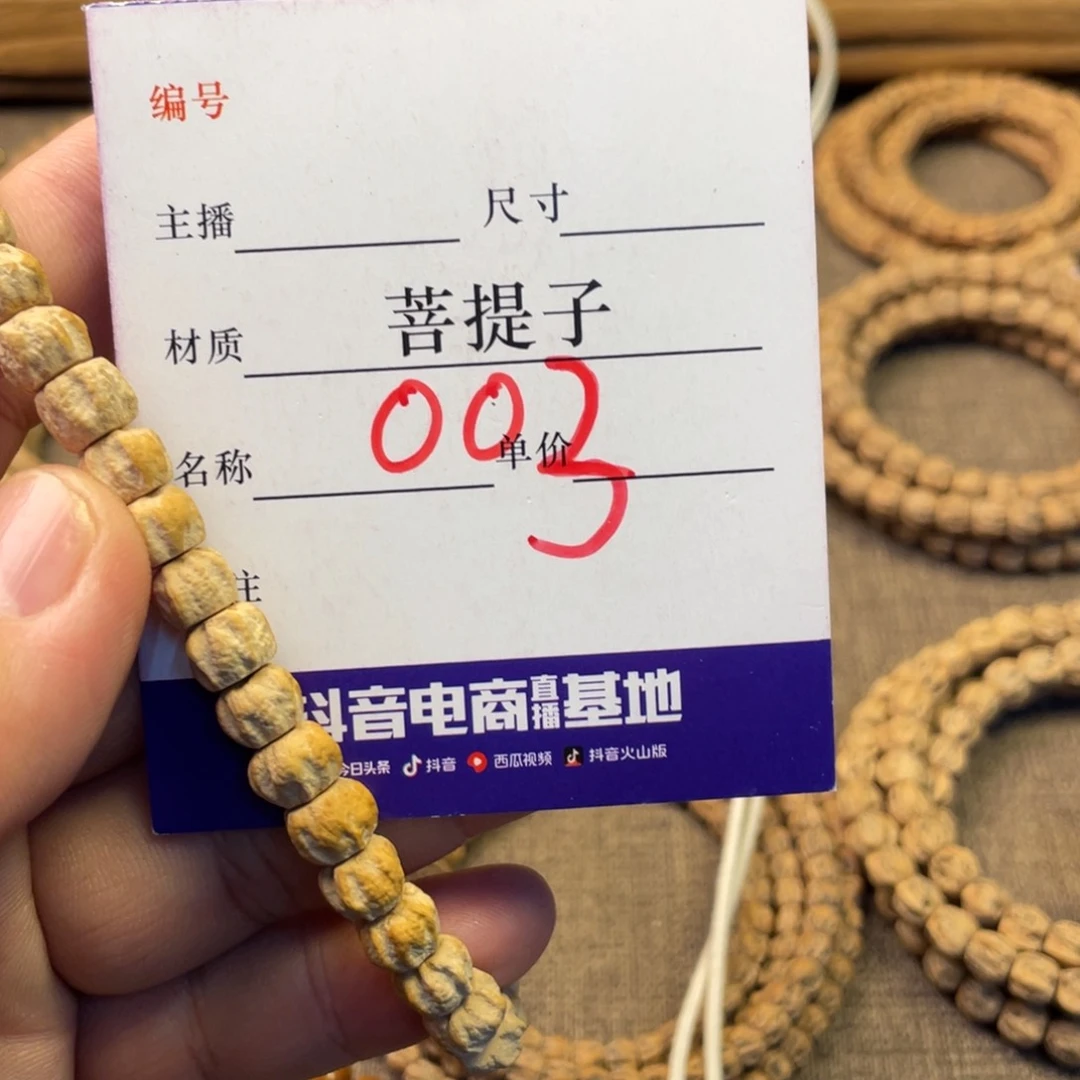 编号
主播 尺寸
材质 菩提子
003
名称 单价
注
抖音电商直播基地
今日头条 抖音 西瓜视频 抖音火山版